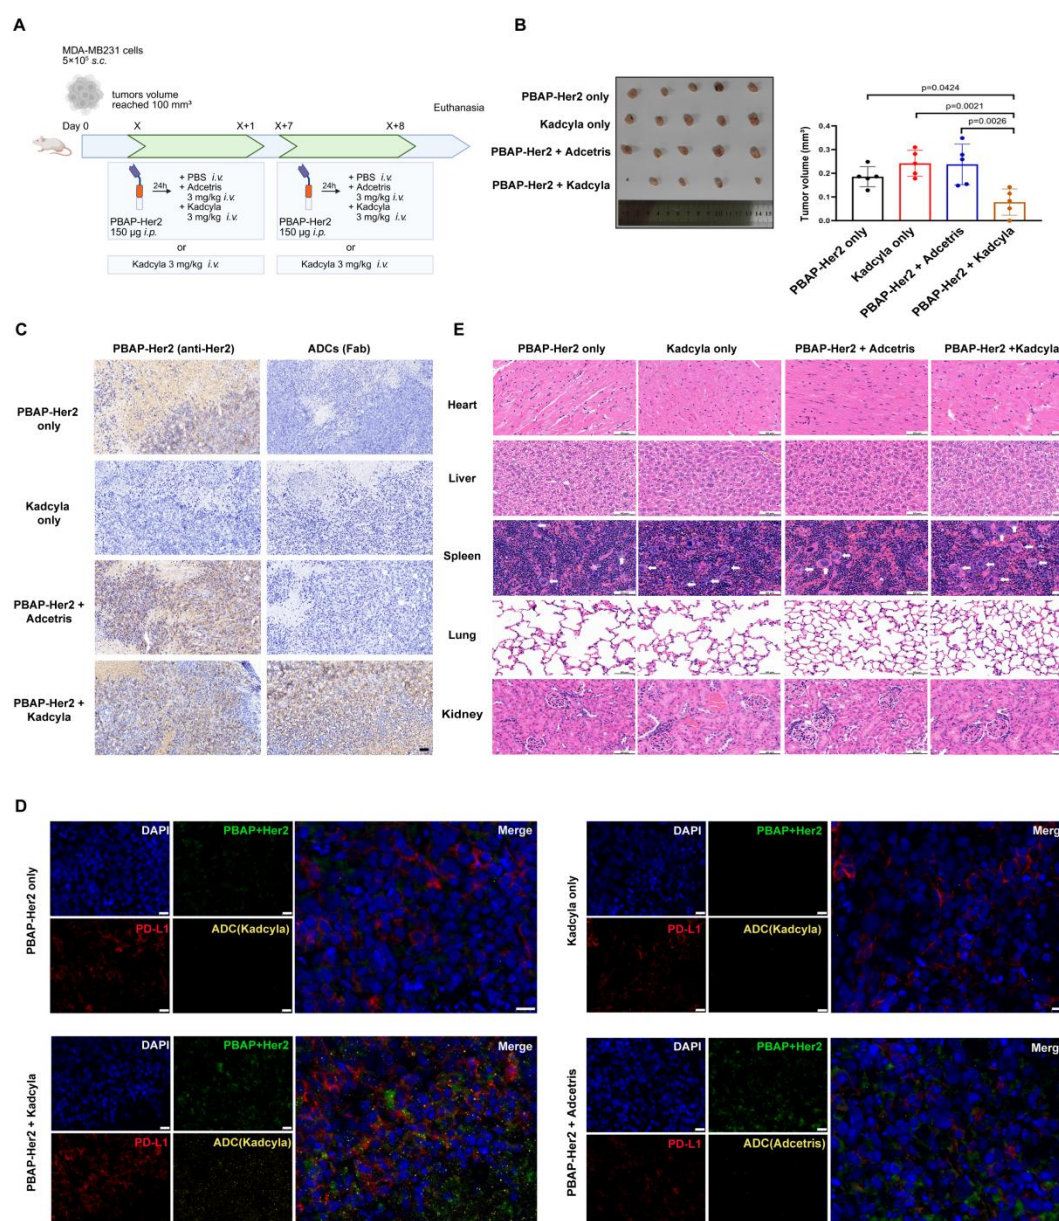 A
MDA-MB231 cells
5×10⁵ s.c.
tumors volume
reached 100 mm³
Euthanasia
Day 0
X
X+1
X+7
X+8
24h
+ PBS i.v.
+ Adcetris
3 mg/kg i.v.
+ Kadcyla
3 mg/kg i.v.
PBAP-Her2
150 μg i.p.
24h
+ PBS i.v.
+ Adcetris
3 mg/kg i.v.
+ Kadcyla
3 mg/kg i.v.
PBAP-Her2
150 μg i.p.
or
or
Kadcyla 3 mg/kg i.v.
Kadcyla 3 mg/kg i.v.
B
PBAP-Her2 only
Kadcyla only
PBAP-Her2 + Adcetris
PBAP-Her2 + Kadcyla
p=0.0424
p=0.0021
p=0.0026
Tumor volume (mm³)
0.4
0.3
0.2
0.1
0.0
PBAP-Her2 only
Kadcyla only
PBAP-Her2 + Adcetris
PBAP-Her2 + Kadcyla
C
PBAP-Her2 (anti-Her2)
ADCs (Fab)
PBAP-Her2
only
Kadcyla
only
PBAP-Her2 +
Adcetris
PBAP-Her2 +
Kadcyla
E
PBAP-Her2 only
Kadcyla only
PBAP-Her2 + Adcetris
PBAP-Her2 +Kadcyla
Heart
Liver
Spleen
Lung
Kidney
D
PBAP-Her2 only
DAPI
PBAP+Her2
Merge
PD-L1
ADC(Kadcyla)
Kadcyla only
DAPI
PBAP+Her2
Merg
PD-L1
ADC(Kadcyla)
PBAP-Her2 + Kadcyla
DAPI
PBAP+Her2
Merge
PD-L1
ADC(Kadcyla)
PBAP-Her2 + Adcetris
DAPI
PBAP+Her2
Merg
PD-L1
ADC(Adcetris)